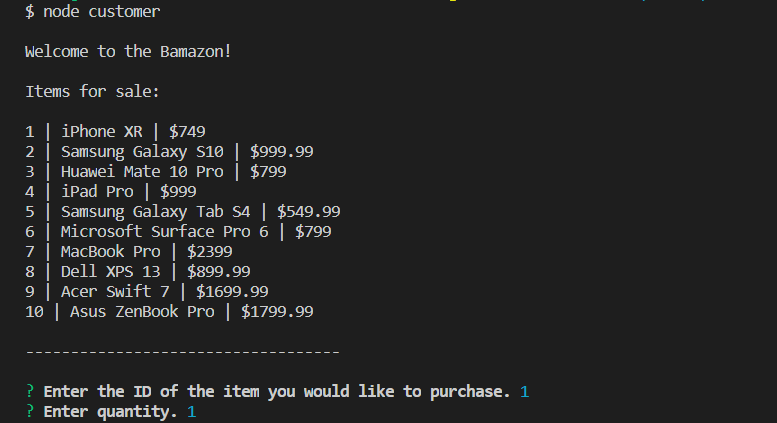 $ node customer
Welcome to the Bamazon!
Items for sale:
1 | iPhone XR | $749
2 | Samsung Galaxy S10 | $999.99
3 | Huawei Mate 10 Pro | $799
4 | iPad Pro | $999
5 | Samsung Galaxy Tab S4 | $549.99
6 | Microsoft Surface Pro 6 | $799
7 | MacBook Pro | $2399
8 | Dell XPS 13 | $899.99
9 | Acer Swift 7 | $1699.99
10 | Asus ZenBook Pro | $1799.99
-----------------------------------
? Enter the ID of the item you would like to purchase. 1
? Enter quantity. 1